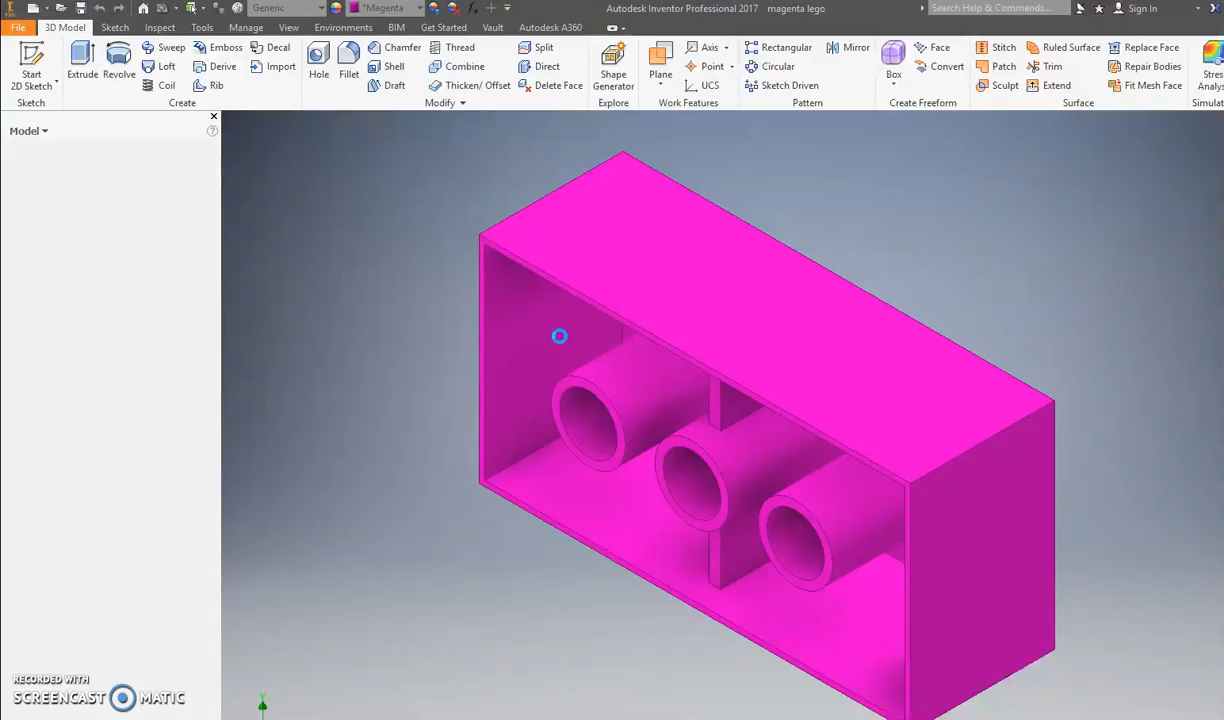 Generic *Magenta Autodesk Inventor Professional 2017 magenta lego Search Help & Commands... Sign In
File 3D Model Sketch Inspect Tools Manage View Environments BIM Get Started Vault Autodesk A360
Start 2D Sketch
Sketch
Extrude Revolve Sweep Emboss Decal
Loft Derive Import
Coil Rib
Create
Hole Fillet Chamfer Thread Split
Shell Combine Direct
Draft Thicken/ Offset Delete Face
Modify
Shape Generator
Explore
Plane Axis
Point
UCS
Work Features
Rectangular Mirror
Circular
Sketch Driven
Pattern
Box Face
Convert
Create Freeform
Stitch Ruled Surface Replace Face
Patch Trim Repair Bodies
Sculpt Extend Fit Mesh Face
Surface
Stres
Analys
Simulat
Model
RECORDED WITH
SCREENCAST MATIC
Y